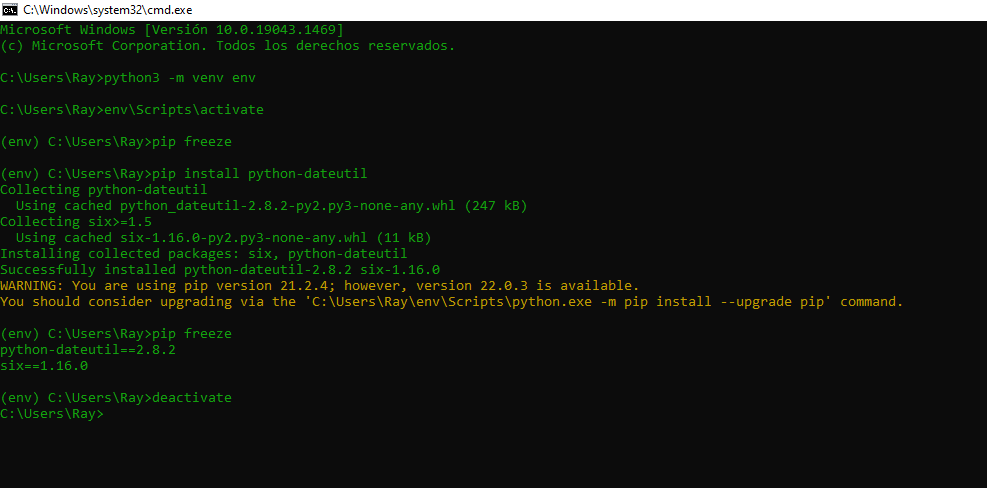 C:\Windows\system32\cmd.exe
Microsoft Windows [Versión 10.0.19043.1469]
(c) Microsoft Corporation. Todos los derechos reservados.
C:\Users\Ray>python3 -m venv env
C:\Users\Ray>env\Scripts\activate
(env) C:\Users\Ray>pip freeze
(env) C:\Users\Ray>pip install python-dateutil
Collecting python-dateutil
  Using cached python_dateutil-2.8.2-py2.py3-none-any.whl (247 kB)
Collecting six>=1.5
  Using cached six-1.16.0-py2.py3-none-any.whl (11 kB)
Installing collected packages: six, python-dateutil
Successfully installed python-dateutil-2.8.2 six-1.16.0
WARNING: You are using pip version 21.2.4; however, version 22.0.3 is available.
You should consider upgrading via the 'C:\Users\Ray\env\Scripts\python.exe -m pip install --upgrade pip' command.
(env) C:\Users\Ray>pip freeze
python-dateutil==2.8.2
six==1.16.0
(env) C:\Users\Ray>deactivate
C:\Users\Ray>